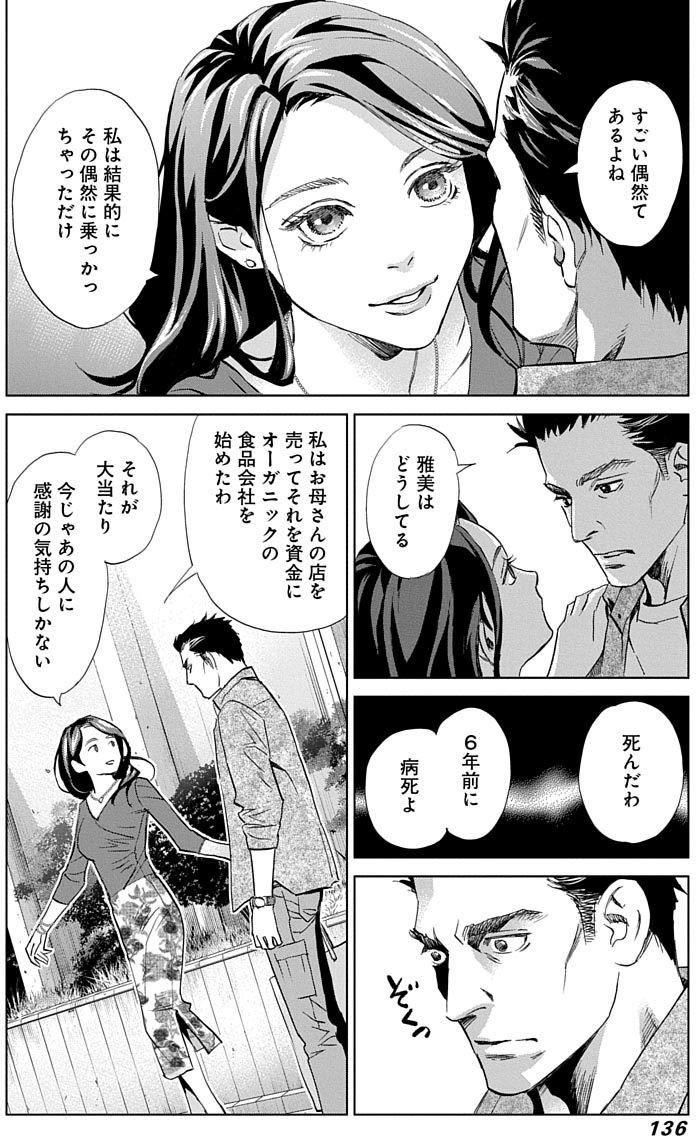 すごい偶然て
あるよね
私は結果的に
その偶然に乗っかっ
ちゃっただけ
雅美は
どうしてる
死んだわ
6年前に
病死よ
ぞくっ
私はお母さんの店を
売ってそれを資金に
オーガニックの
食品会社を
始めたわ
それが
大当たり
今じゃあの人に
感謝の気持ちしかない
136